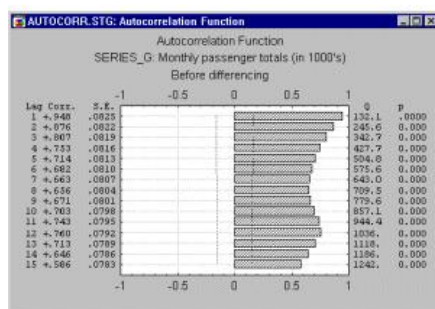 AUTOCORR.STG: Autocorrelation Function
Autocorrelation Function
SERIES_G: Monthly passenger totals (in 1000's)
Before differencing
Lag Corr. S.E. Q p
-1 -0.5 0 0.5 1
1 +.948 .0825 132.1 .0000
2 +.876 .0822 245.6 0.000
3 +.807 .0819 342.7 0.000
4 +.753 .0816 427.7 0.000
5 +.714 .0813 504.8 0.000
6 +.682 .0810 575.6 0.000
7 +.663 .0807 643.0 0.000
8 +.656 .0804 709.5 0.000
9 +.671 .0801 779.6 0.000
10 +.703 .0798 857.1 0.000
11 +.743 .0795 944.4 0.000
12 +.760 .0792 1036. 0.000
13 +.713 .0789 1118. 0.000
14 +.646 .0786 1186. 0.000
15 +.586 .0783 1242. 0.000
-1 -0.5 0 0.5 1